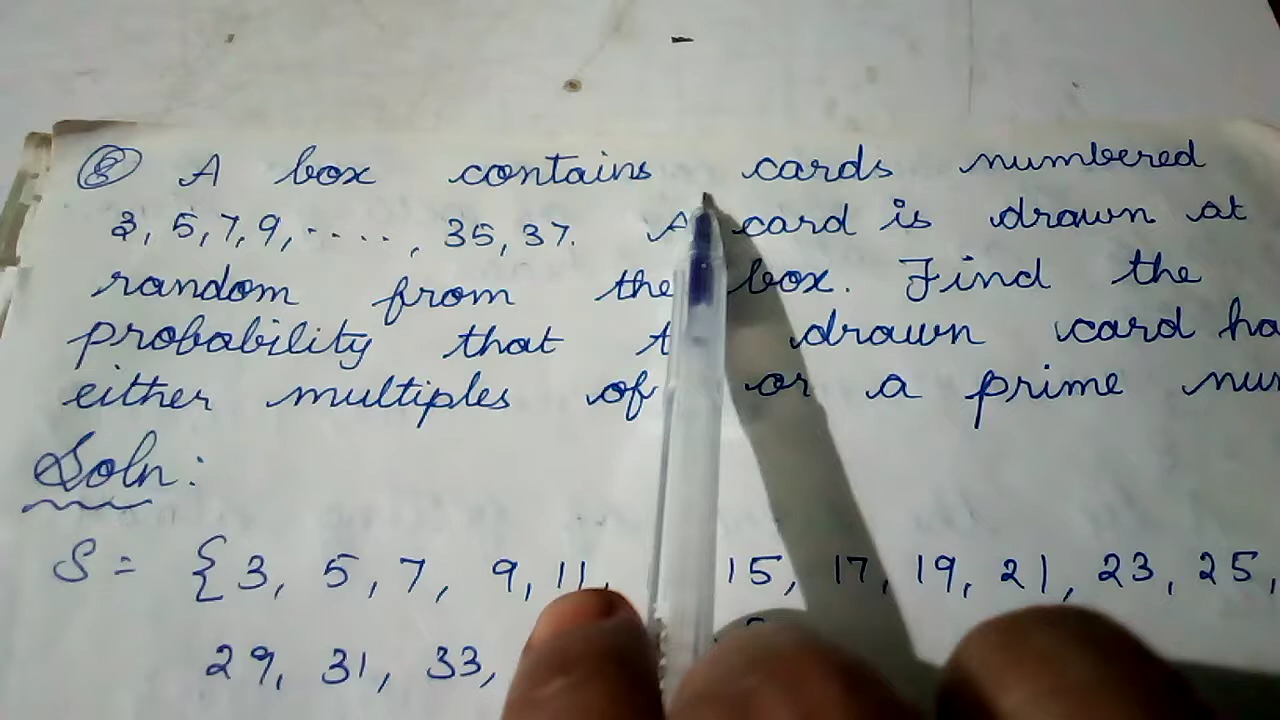 ⑧ A box contains cards numbered
3, 5, 7, 9, ....., 35, 37. A card is drawn at
random from the box. Find the
probability that drawn card ha
either multiples of or a prime num
Soln:
S = {3, 5, 7, 9, 11, 15, 17, 19, 21, 23, 25,
29, 31, 33,